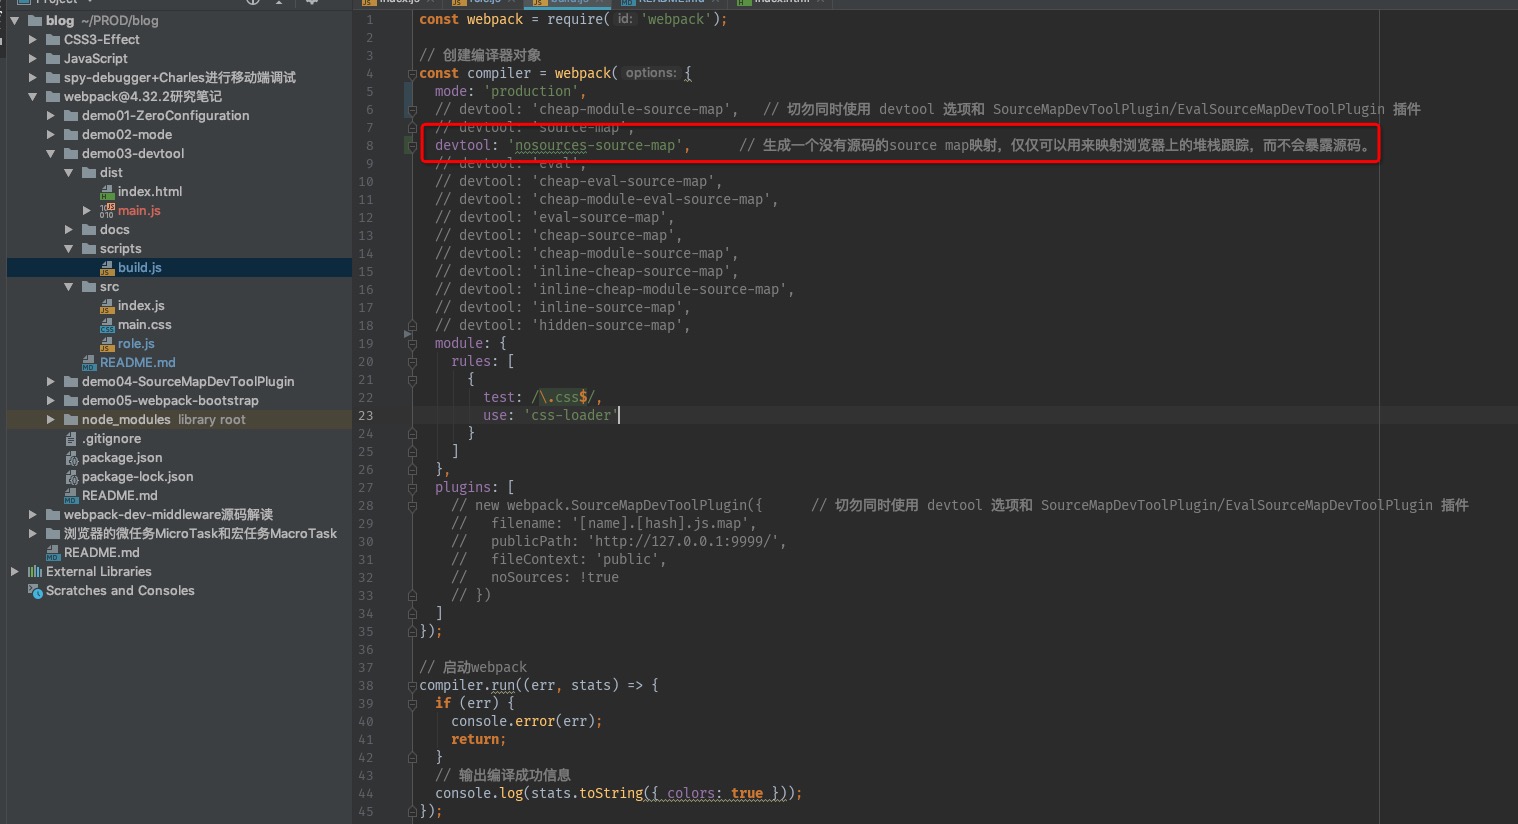 Project
index.js
role.js
build.js
README.md
index.html
blog ~/PROD/blog
CSS3-Effect
JavaScript
spy-debugger+Charles进行移动端调试
webpack@4.32.2研究笔记
demo01-ZeroConfiguration
demo02-mode
demo03-devtool
dist
index.html
main.js
docs
scripts
build.js
src
index.js
main.css
role.js
README.md
demo04-SourceMapDevToolPlugin
demo05-webpack-bootstrap
node_modules library root
.gitignore
package.json
package-lock.json
README.md
webpack-dev-middleware源码解读
浏览器的微任务MicroTask和宏任务MacroTask
README.md
External Libraries
Scratches and Consoles
1 const webpack = require( id: 'webpack');
2
3 // 创建编译器对象
4 const compiler = webpack( options: {
5 mode: 'production',
6 // devtool: 'cheap-module-source-map', // 切勿同时使用 devtool 选项和 SourceMapDevToolPlugin/EvalSourceMapDevToolPlugin 插件
7 // devtool: 'source-map',
8 devtool: 'nosources-source-map', // 生成一个没有源码的source map映射，仅仅可以用来映射浏览器上的堆栈跟踪，而不会暴露源码。
9 // devtool: 'eval',
10 // devtool: 'cheap-eval-source-map',
11 // devtool: 'cheap-module-eval-source-map',
12 // devtool: 'eval-source-map',
13 // devtool: 'cheap-source-map',
14 // devtool: 'cheap-module-source-map',
15 // devtool: 'inline-cheap-source-map',
16 // devtool: 'inline-cheap-module-source-map',
17 // devtool: 'inline-source-map',
18 // devtool: 'hidden-source-map',
19 module: {
20 rules: [
21 {
22 test: /\.css$/,
23 use: 'css-loader'
24 }
25 ]
26 },
27 plugins: [
28 // new webpack.SourceMapDevToolPlugin({ // 切勿同时使用 devtool 选项和 SourceMapDevToolPlugin/EvalSourceMapDevToolPlugin 插件
29 // filename: '[name].[hash].js.map',
30 // publicPath: 'http://127.0.0.1:9999/',
31 // fileContext: 'public',
32 // noSources: !true
33 // })
34 ]
35 });
36
37 // 启动webpack
38 compiler.run((err, stats) => {
39 if (err) {
40 console.error(err);
41 return;
42 }
43 // 输出编译成功信息
44 console.log(stats.toString({ colors: true }));
45 });